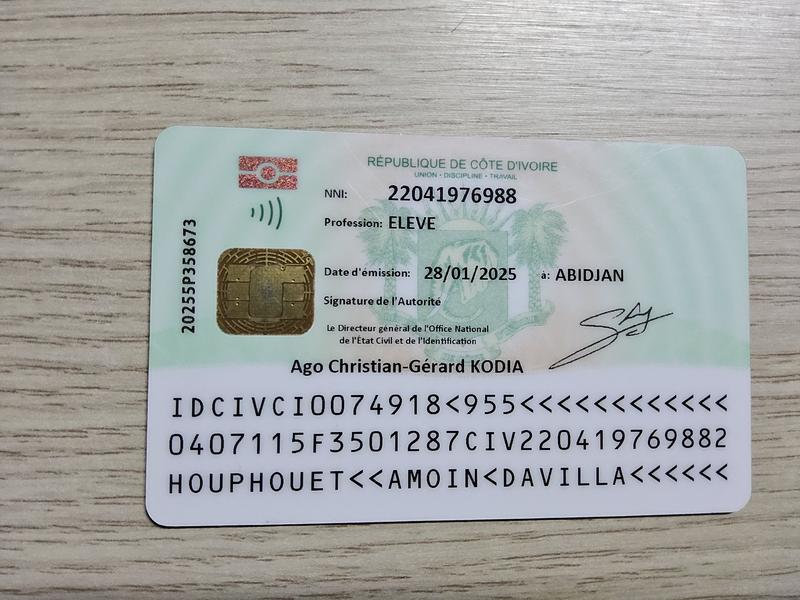 RÉPUBLIQUE DE CÔTE D'IVOIRE
UNION - DISCIPLINE - TRAVAIL
NNI: 22041976988
Profession: ELEVE
Date d'émission: 28/01/2025 à: ABIDJAN
Signature de l'Autorité
Le Directeur général de l'Office National
de l'État Civil et de l'Identification
Ago Christian-Gérard KODIA
20255P358673
IDCIVCI0074918<955<<<<<<<<<<<<
0407115F3501287CIV220419769882
HOUPHOUET<<AMOIN<DAVILLA<<<<<<